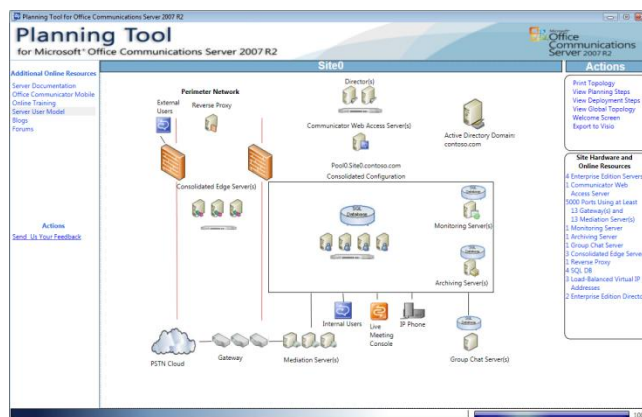 Planning Tool for Office Communications Server 2007 R2
Planning Tool
for Microsoft® Office Communications Server 2007 R2
Microsoft®
Office
Communications
Server 2007 R2
Additional Online Resources
Server Documentation
Office Communicator Mobile
Online Training
Server User Model
Blogs
Forums
Actions
Send Us Your Feedback
Site0
Perimeter Network
External
Users
Reverse Proxy
Director(s)
Communicator Web Access Server(s)
Active Directory Domain:
contoso.com
Consolidated Edge Server(s)
Pool0.Site0.contoso.com
Consolidated Configuration
SQL
Database
Monitoring Server(s)
Archiving Server(s)
Internal Users
Live
Meeting
Console
IP Phone
PSTN Cloud
Gateway
Mediation Server(s)
Group Chat Server(s)
Actions
Print Topology
View Planning Steps
View Deployment Steps
View Global Topology
Welcome Screen
Export to Visio
Site Hardware and
Online Resources
4 Enterprise Edition Servers
1 Communicator Web
Access Server
5000 Ports Using at Least
13 Gateway(s) and
13 Mediation Server(s)
1 Monitoring Server
1 Archiving Server
1 Group Chat Server
3 Consolidated Edge Server
1 Reverse Proxy
4 SQL DB
3 Load-Balanced Virtual IP
Addresses
2 Enterprise Edition Director